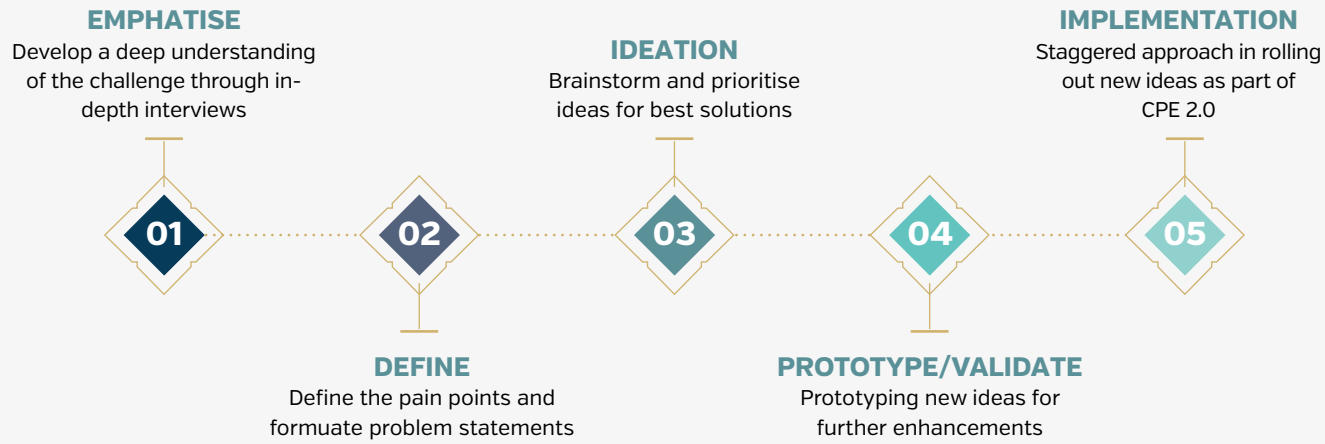 EMPHATISE
Develop a deep understanding
of the challenge through in-
depth interviews
01
02
DEFINE
Define the pain points and
formuate problem statements
IDEATION
Brainstorm and prioritise
ideas for best solutions
03
04
PROTOTYPE/VALIDATE
Prototyping new ideas for
further enhancements
IMPLEMENTATION
Staggered approach in rolling
out new ideas as part of
CPE 2.0
05